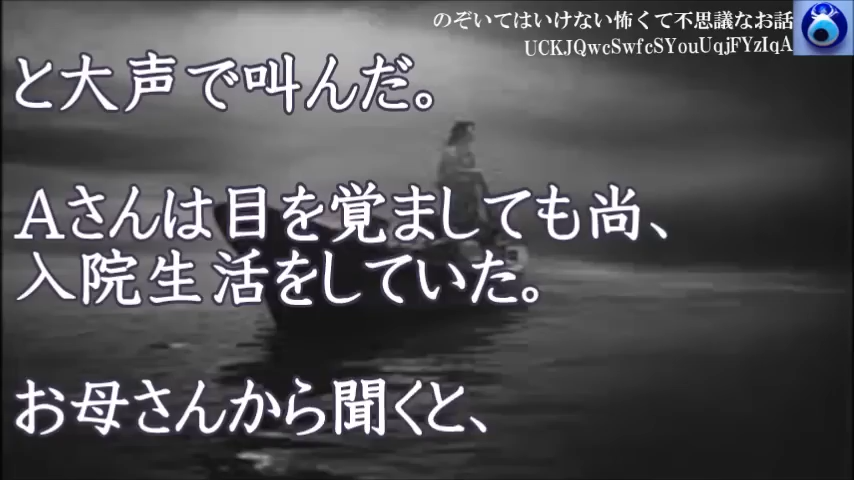 のぞいてはいけない怖くて不思議なお話
UCKJQwcSwfcSYouUqjFYzIqA
と大声で叫んだ。
Aさんは目を覚ましても尚、
入院生活をしていた。
お母さんから聞くと、